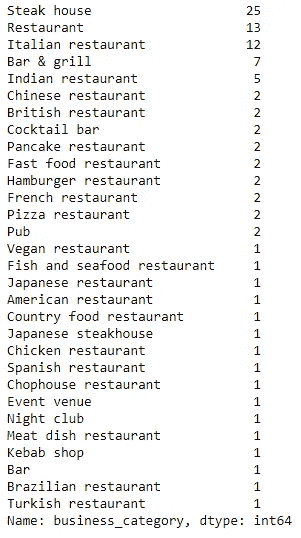 Steak house 25
Restaurant 13
Italian restaurant 12
Bar & grill 7
Indian restaurant 5
Chinese restaurant 2
British restaurant 2
Cocktail bar 2
Pancake restaurant 2
Fast food restaurant 2
Hamburger restaurant 2
French restaurant 2
Pizza restaurant 2
Pub 2
Vegan restaurant 1
Fish and seafood restaurant 1
Japanese restaurant 1
American restaurant 1
Country food restaurant 1
Japanese steakhouse 1
Chicken restaurant 1
Spanish restaurant 1
Chophouse restaurant 1
Event venue 1
Night club 1
Meat dish restaurant 1
Kebab shop 1
Bar 1
Brazilian restaurant 1
Turkish restaurant 1
Name: business_category, dtype: int64